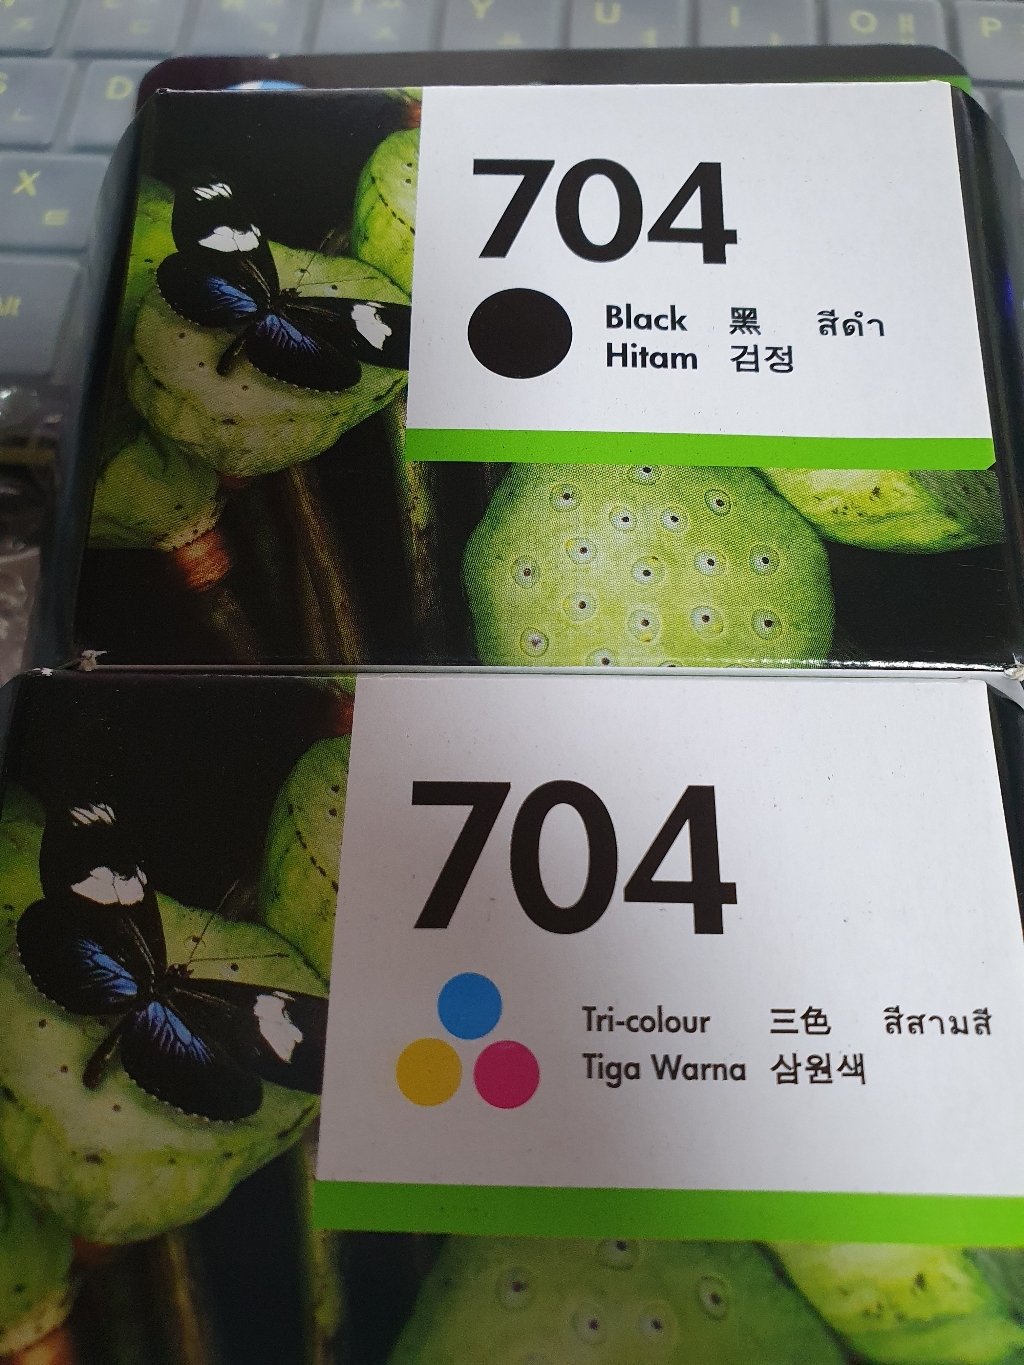 Y U I O ㅐ P
S D
X ㅌ
Alt
704
Black 黑 สีดำ
Hitam 검정
704
Tri-colour 三色 สีสามสี
Tiga Warna 삼원색